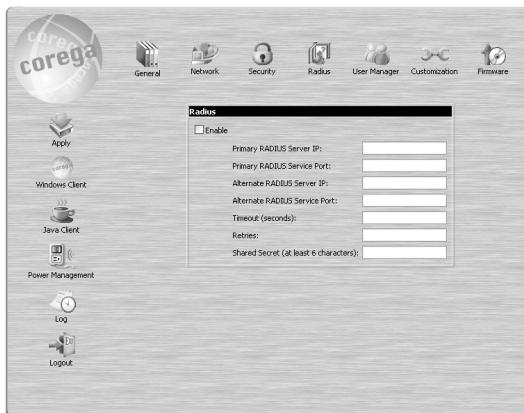 corega
corega
General
Network
Security
Radius
User Manager
Customization
Firmware
Apply
corega
Windows Client
Java Client
Power Management
Log
Logout
Radius
Enable
Primary RADIUS Server IP:
Primary RADIUS Service Port:
Alternate RADIUS Server IP:
Alternate RADIUS Service Port:
Timeout (seconds):
Retries:
Shared Secret (at least 6 characters):